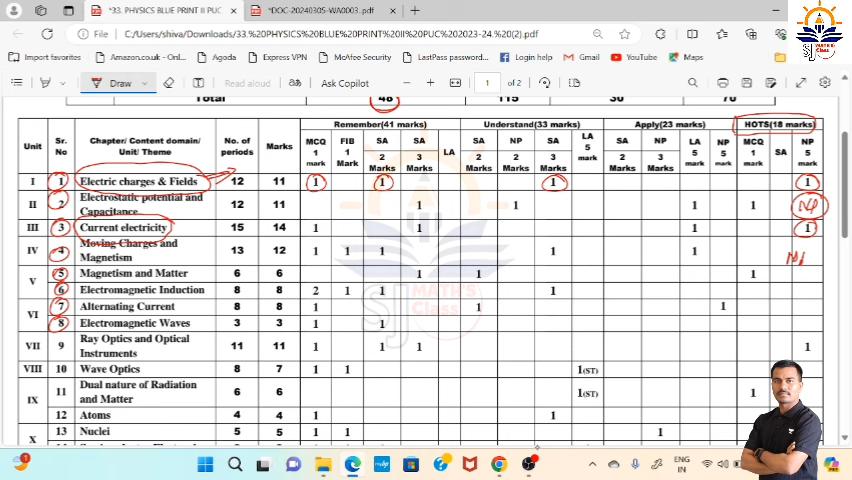 *33. PHYSICS BLUE PRINT II PUC
*DOC-20240305-WA0003..pdf
File
C:/Users/shiva/Downloads/33.%20PHYSICS%20BLUE%20PRINT%20II%20PUC%202023-24.%20(2).pdf
Import favorites
Amazon.co.uk - Onlin...
Agoda
Express VPN
LastPass password...
Facebook login help
Gmail
YouTube
Maps
Draw
Read aloud
Ask Copilot
1 of 2
Total 48 115 30 70
Unit Sr. No Chapter/ Content domain/ Unit/ Theme No. of periods Marks
Remember(41 marks) Understand(33 marks) Apply(23 marks) HOTS(18 marks)
MCQ 1 mark FIB 1 Mark SA 2 Marks SA 3 Marks LA SA 2 Marks NP 2 Marks SA 3 Marks LA 5 marks SA 2 Marks NP 3 Marks LA 5 marks NP 5 marks MCQ 1 mark SA NP 5 marks
I 1 Electric charges & Fields 12 11 1 1 1 1
II 2 Electrostatic potential and Capacitance 12 11 1 1 1 1 NP
III 3 Current electricity 15 14 1 1 1 1
IV 4 Moving Charges and Magnetism 13 12 1 1 1 1 1
V 5 Magnetism and Matter 6 6 1 1 1
6 Electromagnetic Induction 8 8 2 1 1 1
VI 7 Alternating Current 8 8 1 1 1
8 Electromagnetic Waves 3 3 1 1
VII 9 Ray Optics and Optical Instruments 11 11 1 1 1 1
VIII 10 Wave Optics 8 7 1 1 1(ST)
IX 11 Dual nature of Radiation and Matter 6 6 1(ST) 1
12 Atoms 4 4 1 1
X 13 Nuclei 5 5 1 1 1
SJ MATH'S Class
ENG
IN